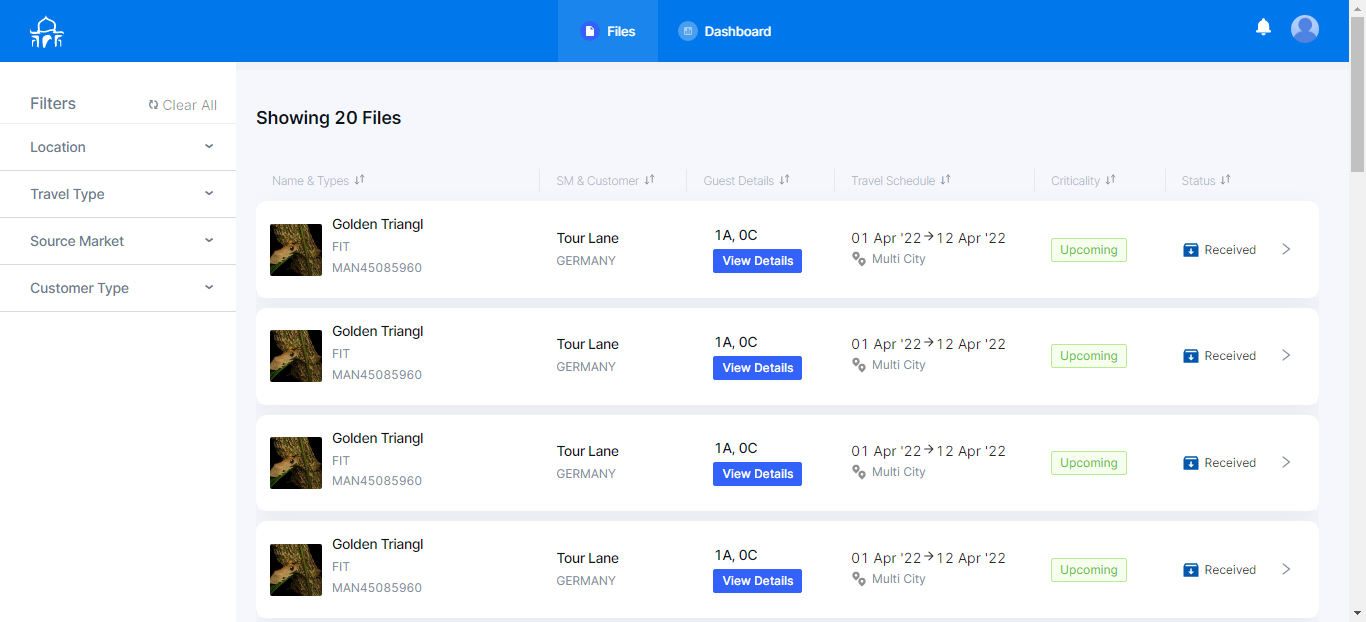 Files
Dashboard
Filters
Clear All
Location
Travel Type
Source Market
Customer Type
Showing 20 Files
Name & Types
SM & Customer
Guest Details
Travel Schedule
Criticality
Status
Golden Triangl
FIT
MAN45085960
Tour Lane
GERMANY
1A, 0C
View Details
01 Apr '22→12 Apr '22
Multi City
Upcoming
Received
Golden Triangl
FIT
MAN45085960
Tour Lane
GERMANY
1A, 0C
View Details
01 Apr '22→12 Apr '22
Multi City
Upcoming
Received
Golden Triangl
FIT
MAN45085960
Tour Lane
GERMANY
1A, 0C
View Details
01 Apr '22→12 Apr '22
Multi City
Upcoming
Received
Golden Triangl
FIT
MAN45085960
Tour Lane
GERMANY
1A, 0C
View Details
01 Apr '22→12 Apr '22
Multi City
Upcoming
Received